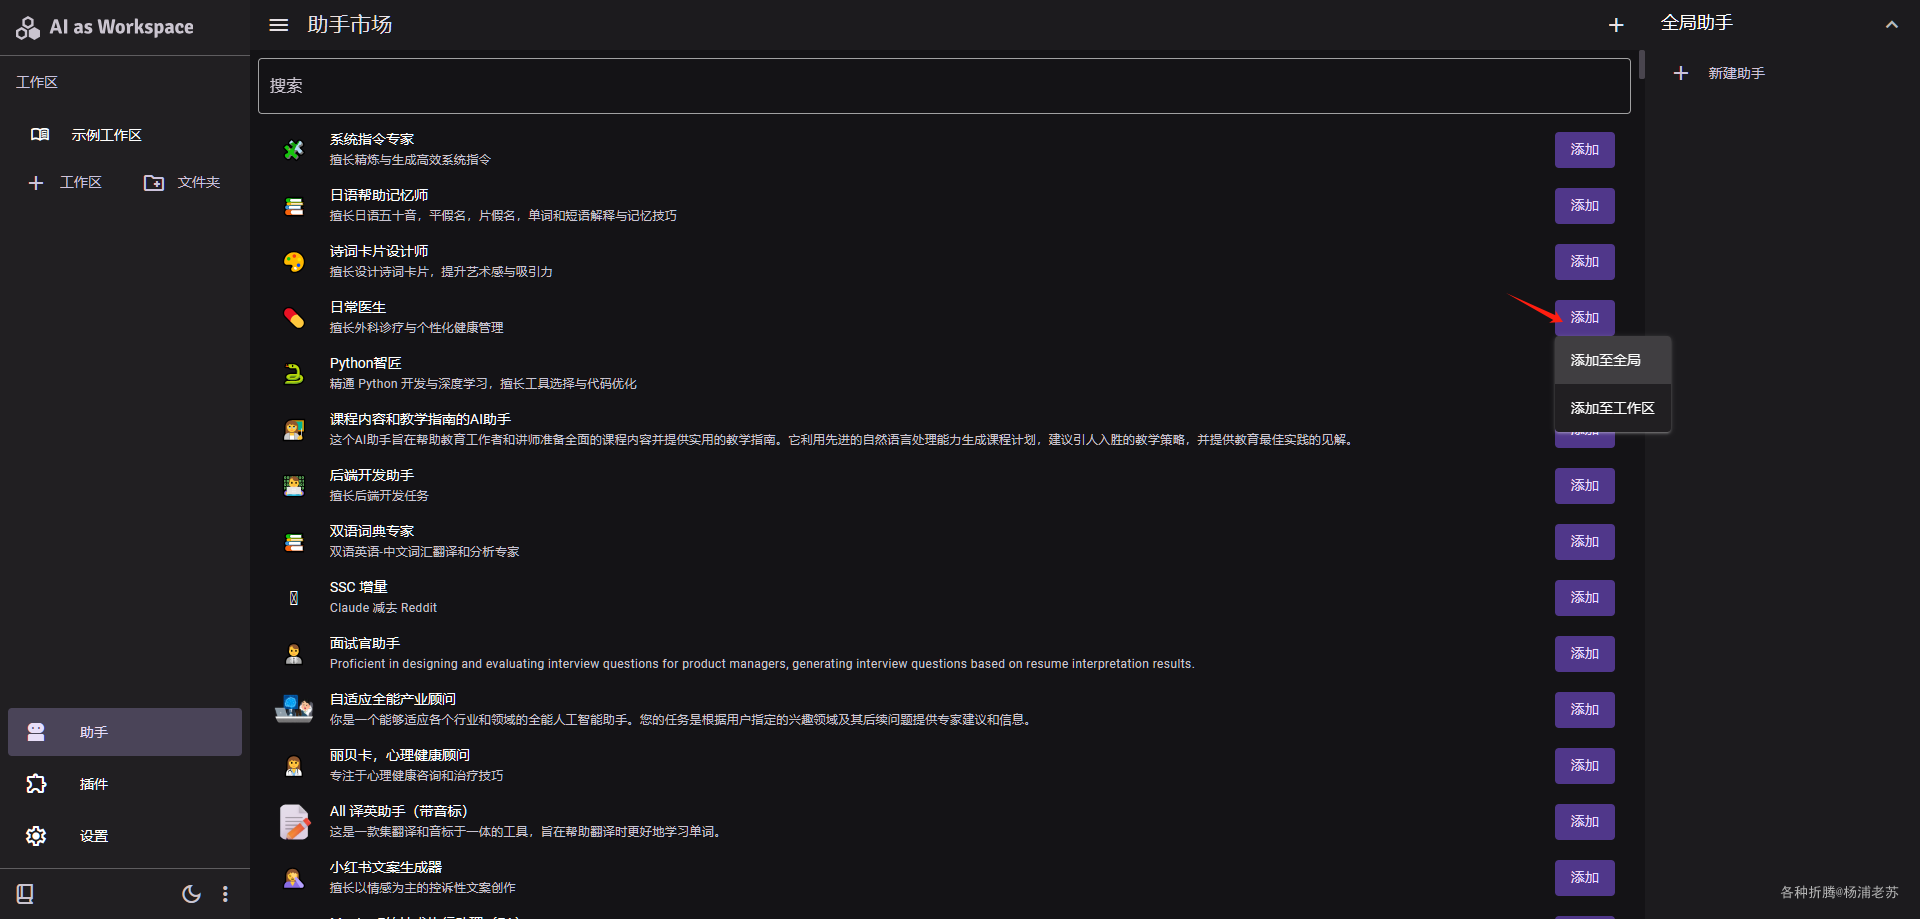 AI as Workspace
工作区
示例工作区
工作区
文件夹
助手
插件
设置
助手市场
搜索
系统指令专家
擅长精炼与生成高效系统指令
添加
日语帮助记忆师
擅长日语五十音，平假名，片假名，单词和短语解释与记忆技巧
添加
诗词卡片设计师
擅长设计诗词卡片，提升艺术感与吸引力
添加
日常医生
擅长外科诊疗与个性化健康管理
添加
添加至全局
添加至工作区
Python智匠
精通 Python 开发与深度学习，擅长工具选择与代码优化
课程内容和教学指南的AI助手
这个AI助手旨在帮助教育工作者和讲师准备全面的课程内容并提供实用的教学指南。它利用先进的自然语言处理能力生成课程计划，建议引人入胜的教学策略，并提供教育最佳实践的见解。
后端开发助手
擅长后端开发任务
添加
双语词典专家
双语英语-中文词汇翻译和分析专家
添加
SSC 增量
Claude 减去 Reddit
添加
面试官助手
Proficient in designing and evaluating interview questions for product managers, generating interview questions based on resume interpretation results.
添加
自适应全能产业顾问
你是一个能够适应各个行业和领域的全能人工智能助手。您的任务是根据用户指定的兴趣领域及其后续问题提供专家建议和信息。
添加
丽贝卡，心理健康顾问
专注于心理健康咨询和治疗技巧
添加
All 译英助手（带音标）
这是一款集翻译和音标于一体的工具，旨在帮助翻译时更好地学习单词。
添加
小红书文案生成器
擅长以情感为主的控诉性文案创作
添加
全局助手
新建助手
各种折腾@杨浦老苏